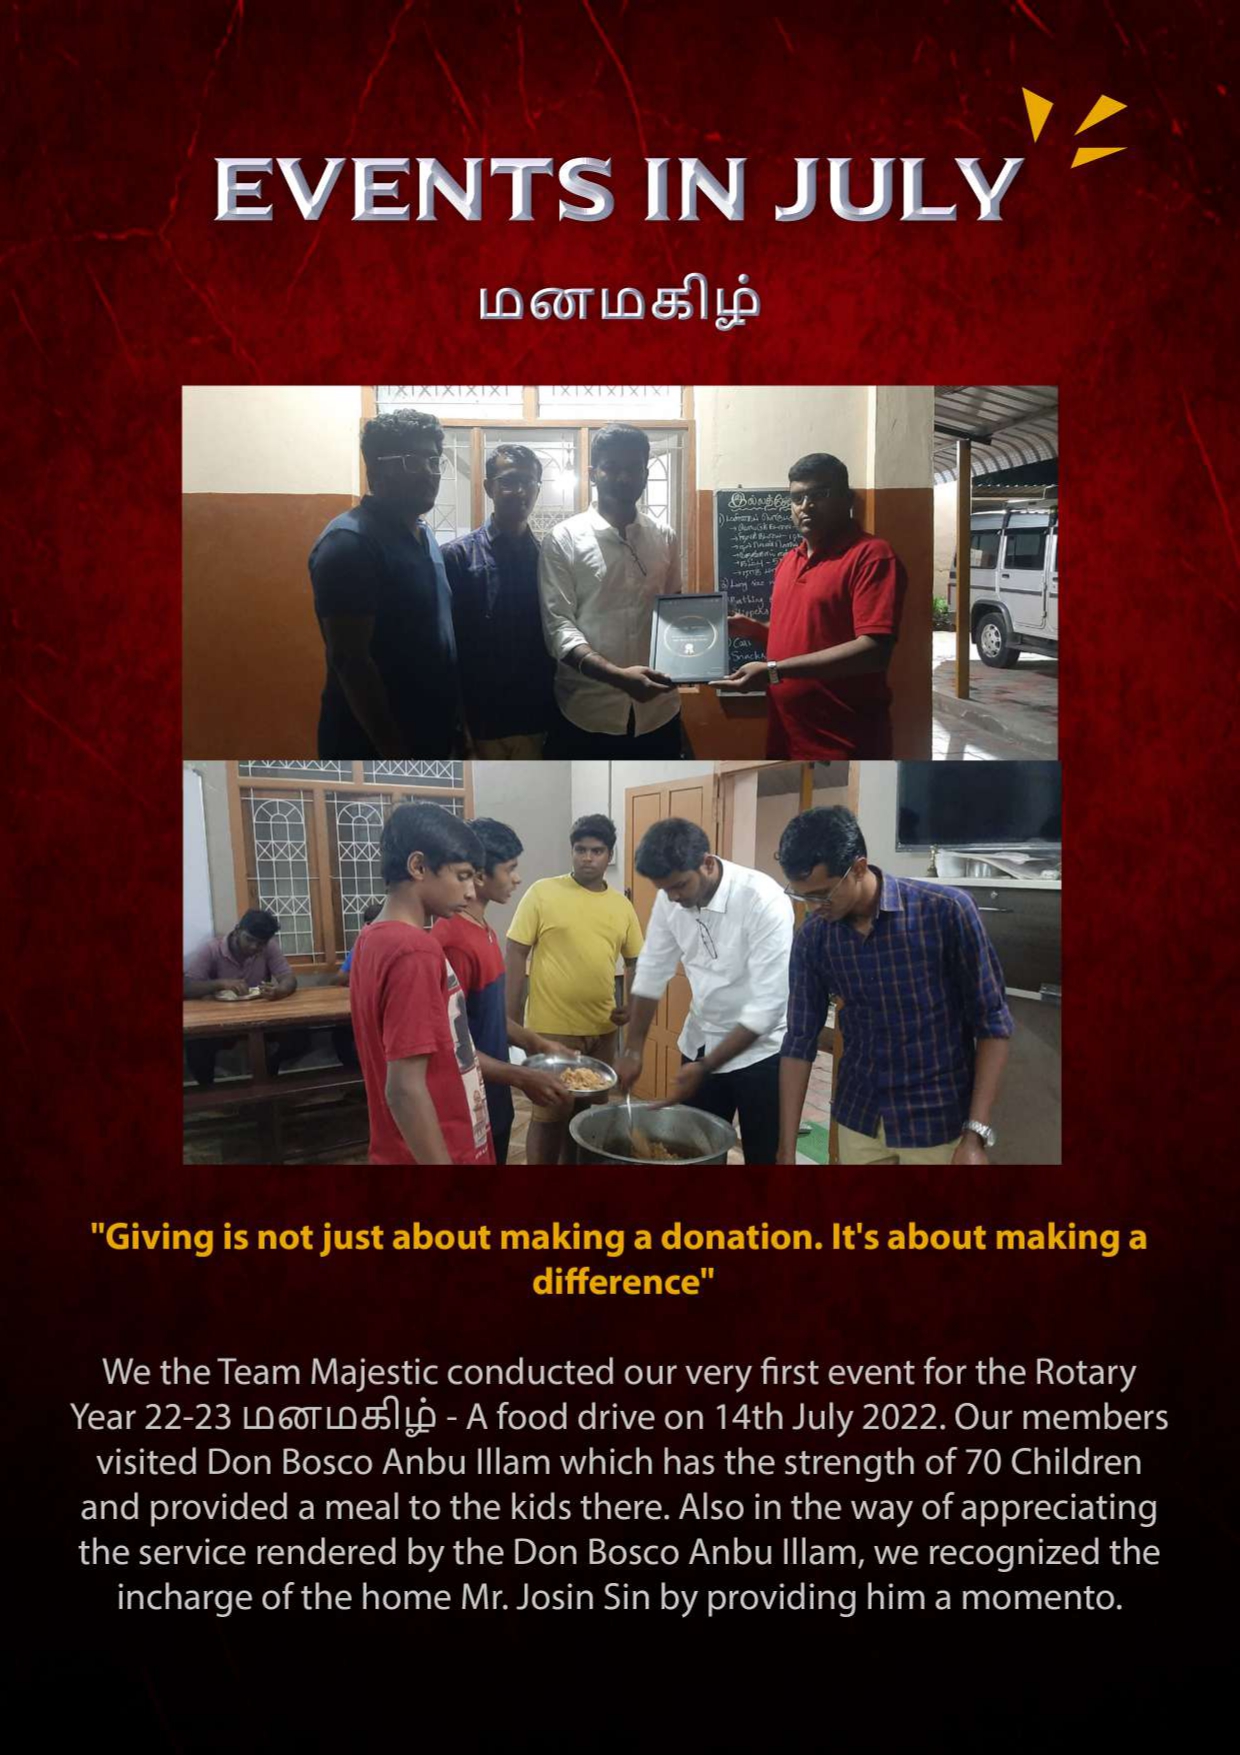 EVENTS IN JULY
மனமகிழ்
"Giving is not just about making a donation. It's about making a
difference"
We the Team Majestic conducted our very first event for the Rotary
Year 22-23 மனமகிழ் - A food drive on 14th July 2022. Our members
visited Don Bosco Anbu Illam which has the strength of 70 Children
and provided a meal to the kids there. Also in the way of appreciating
the service rendered by the Don Bosco Anbu Illam, we recognized the
incharge of the home Mr. Josin Sin by providing him a momento.